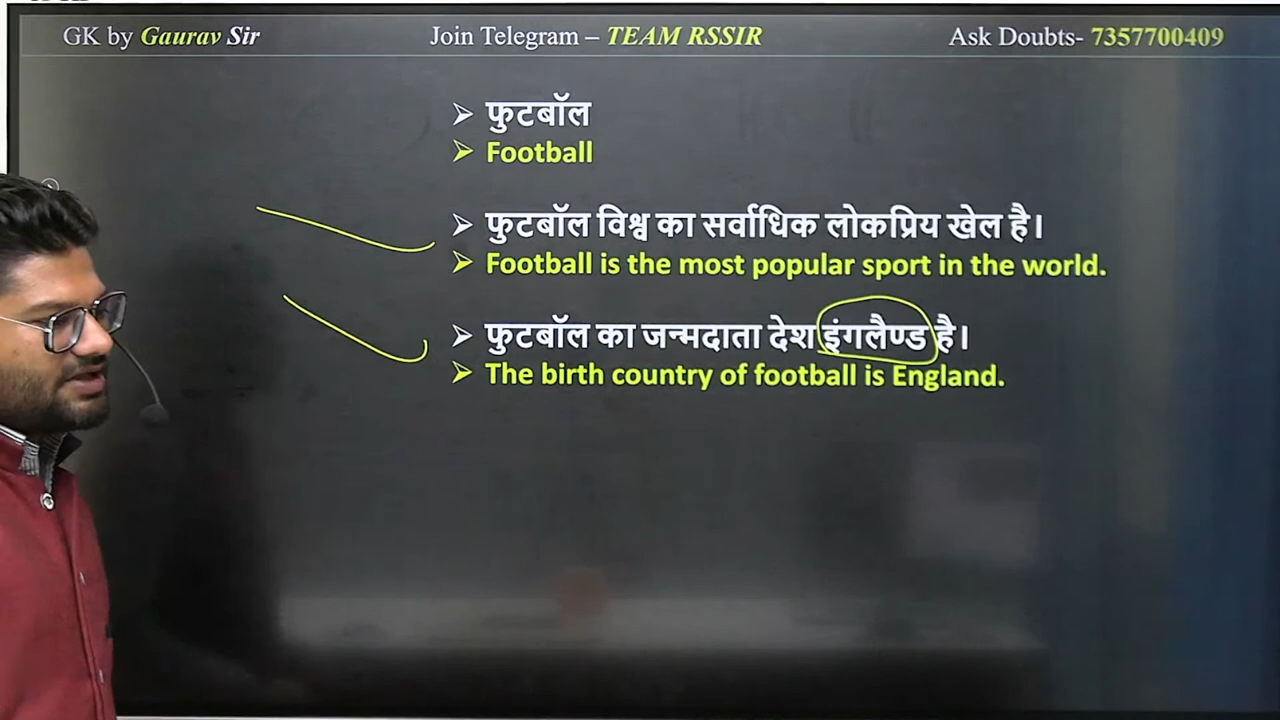 GK by Gaurav Sir
Join Telegram – TEAM RSSIR
Ask Doubts- 7357700409
➢ फुटबॉल
➢ Football
➢ फुटबॉल विश्व का सर्वाधिक लोकप्रिय खेल है।
➢ Football is the most popular sport in the world.
➢ फुटबॉल का जन्मदाता देश इंगलैण्ड है।
➢ The birth country of football is England.